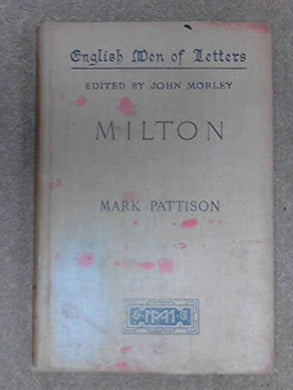 English Men of Letters
EDITED BY JOHN MORLEY
MILTON
MARK PATTISON